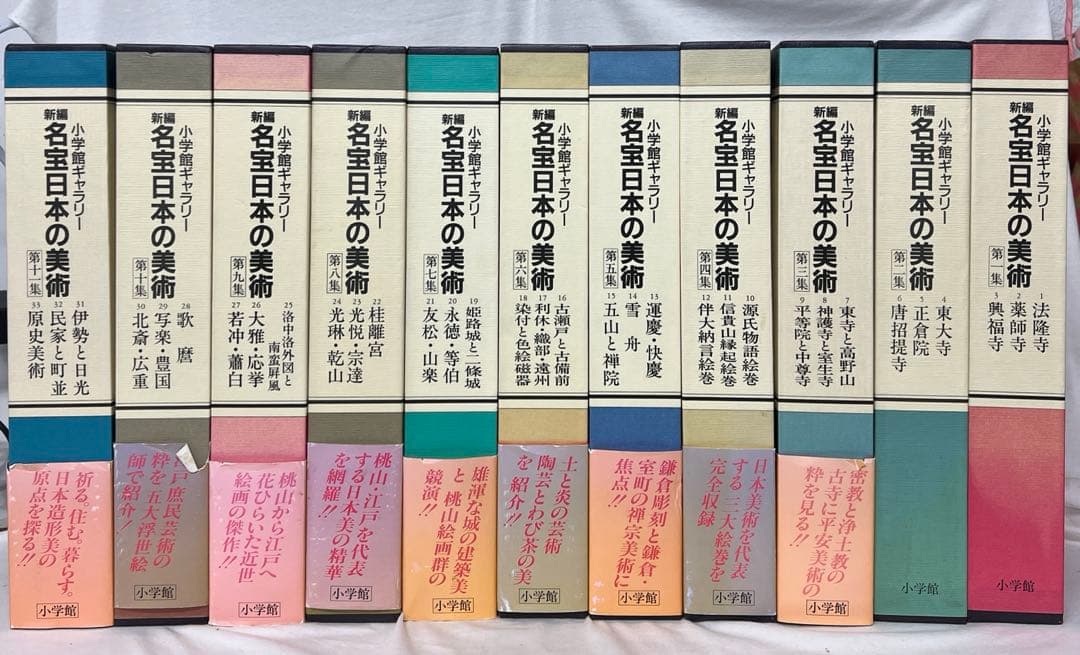 小学館ギャラリー
新編 名宝日本の美術
第十一集
31 伊勢と日光
32 民家と町並
33 原史美術
祈る。住む。暮らす。
日本造形美の
原点を探る!!
小学館
小学館ギャラリー
新編 名宝日本の美術
第十集
28 歌麿
29 写楽・豊国
30 北斎・広重
戸庶民芸術の
粋を五大浮世絵
師で紹介!
小学館
小学館ギャラリー
新編 名宝日本の美術
第九集
25 洛中洛外図と
南蛮屏風
26 大雅・応挙
27 若冲・蕭白
桃山から江戸へ
花ひらいた近世
絵画の傑作!!
小学館
小学館ギャラリー
新編 名宝日本の美術
第八集
22 桂離宮
23 光悦・宗達
24 光琳・乾山
桃山・江戸を代表
する日本美の精華
を網羅!!
小学館
小学館ギャラリー
新編 名宝日本の美術
第七集
19 姫路城と二條城
20 永徳・等伯
21 友松・山楽
雄渾な城の建築美
と桃山絵画群の
競演!!
小学館
小学館ギャラリー
新編 名宝日本の美術
第六集
16 古瀬戸と古備前
17 利休・織部・遠州
18 染付と色絵磁器
土と炎の芸術
陶芸とわび茶の美
を紹介!!
小学館
小学館ギャラリー
新編 名宝日本の美術
第五集
13 運慶・快慶
14 雪舟
15 五山と禅院
鎌倉彫刻と鎌倉・
室町の禅宗美術に
焦点!!
小学館
小学館ギャラリー
新編 名宝日本の美術
第四集
10 源氏物語絵巻
11 信貴山縁起絵巻
12 伴大納言絵巻
日本美術を代表
する三大絵巻を
完全収録
小学館
小学館ギャラリー
新編 名宝日本の美術
第三集
7 東寺と高野山
8 神護寺と室生寺
9 平等院と中尊寺
密教と浄土教の
古寺に平安美術の
粋を見る!!
小学館
小学館ギャラリー
新編 名宝日本の美術
第二集
4 東大寺
5 正倉院
6 唐招提寺
小学館ギャラリー
新編 名宝日本の美術
第一集
1 法隆寺
2 薬師寺
3 興福寺